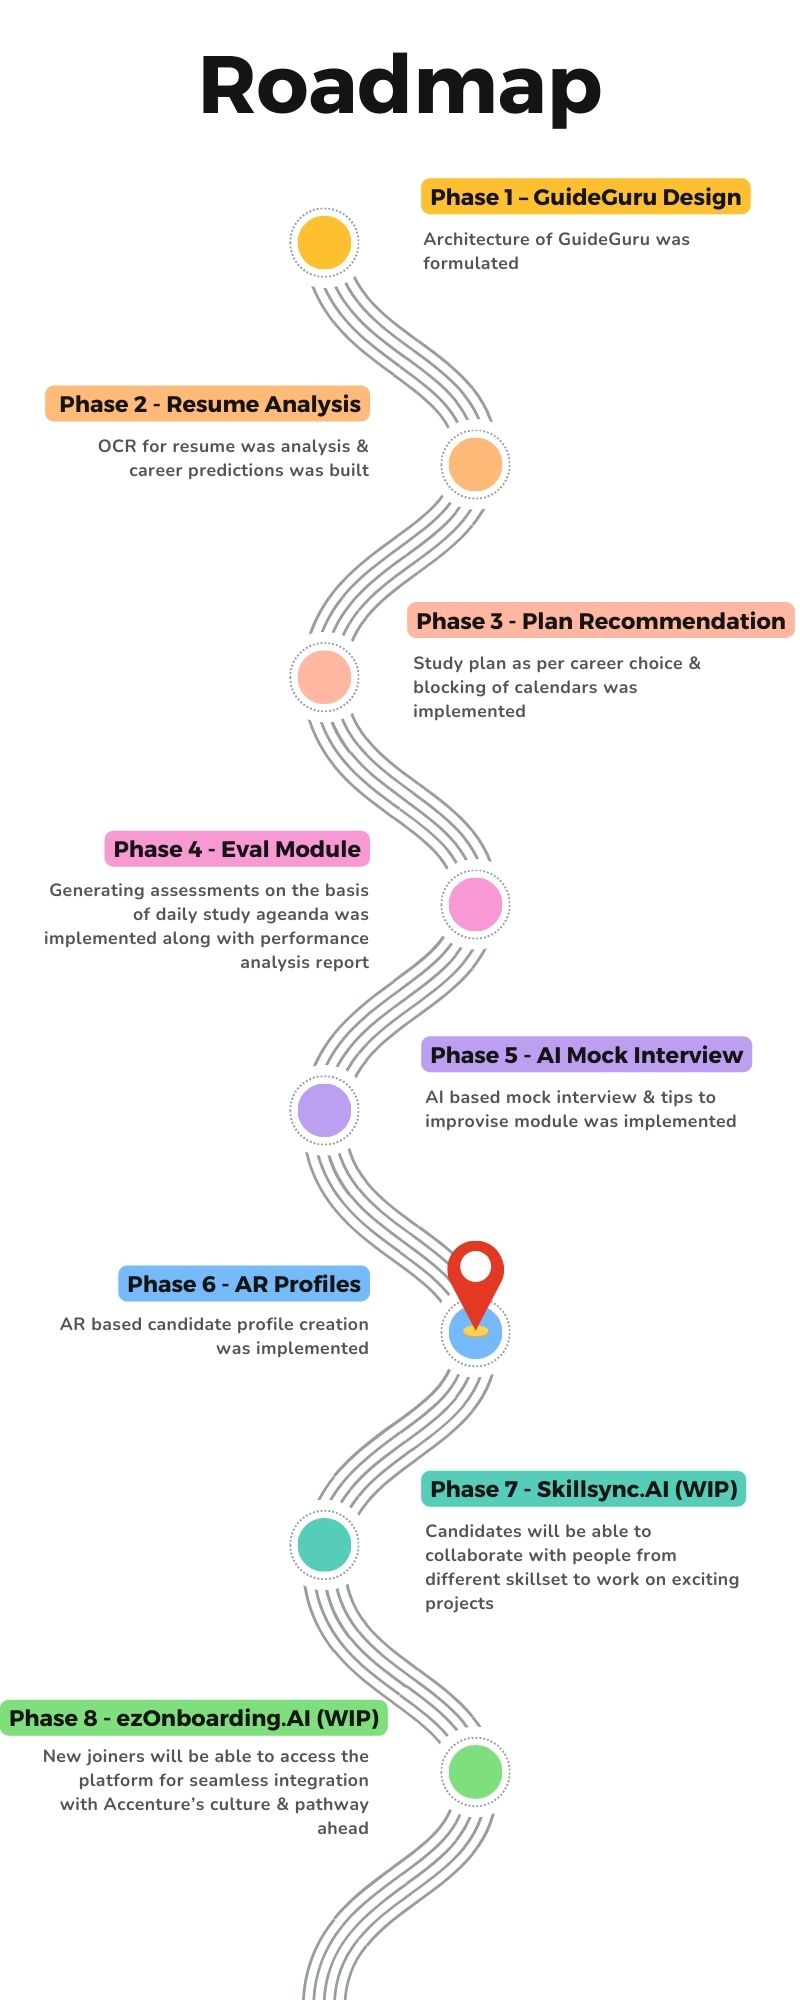 Roadmap
Phase 1 – GuideGuru Design
Architecture of GuideGuru was
formulated
Phase 2 - Resume Analysis
OCR for resume was analysis &
career predictions was built
Phase 3 - Plan Recommendation
Study plan as per career choice &
blocking of calendars was
implemented
Phase 4 - Eval Module
Generating assessments on the basis
of daily study ageanda was
implemented along with performance
analysis report
Phase 5 - AI Mock Interview
AI based mock interview & tips to
improvise module was implemented
Phase 6 - AR Profiles
AR based candidate profile creation
was implemented
Phase 7 - Skillsync.AI (WIP)
Candidates will be able to
collaborate with people from
different skillset to work on exciting
projects
Phase 8 - ezOnboarding.AI (WIP)
New joiners will be able to access the
platform for seamless integration
with Accenture’s culture & pathway
ahead